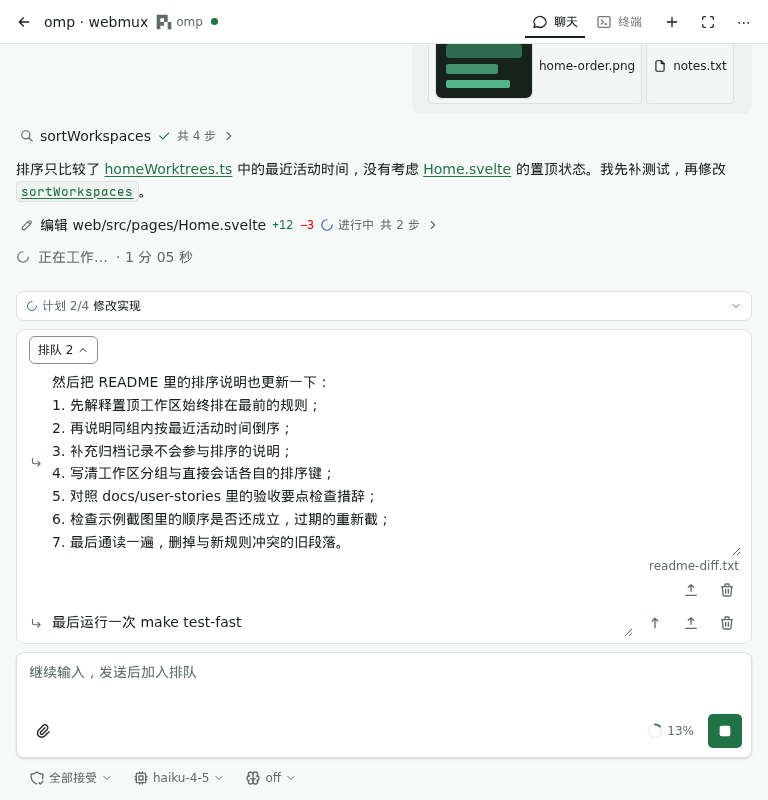 omp · webmux omp 聊天 终端
home-order.png notes.txt
sortWorkspaces 共 4 步
排序只比较了 homeWorktrees.ts 中的最近活动时间，没有考虑 Home.svelte 的置顶状态。我先补测试，再修改
sortWorkspaces。
编辑 web/src/pages/Home.svelte +12 −3 进行中 共 2 步
正在工作… · 1 分 05 秒
计划 2/4 修改实现
排队 2
然后把 README 里的排序说明也更新一下：
1. 先解释置顶工作区始终排在最前的规则；
2. 再说明同组内按最近活动时间倒序；
3. 补充归档记录不会参与排序的说明；
4. 写清工作区分组与直接会话各自的排序键；
5. 对照 docs/user-stories 里的验收要点检查措辞；
6. 检查示例截图里的顺序是否还成立，过期的重新截；
7. 最后通读一遍，删掉与新规则冲突的旧段落。
readme-diff.txt
最后运行一次 make test-fast
继续输入，发送后加入排队
13%
全部接受 haiku-4-5 off